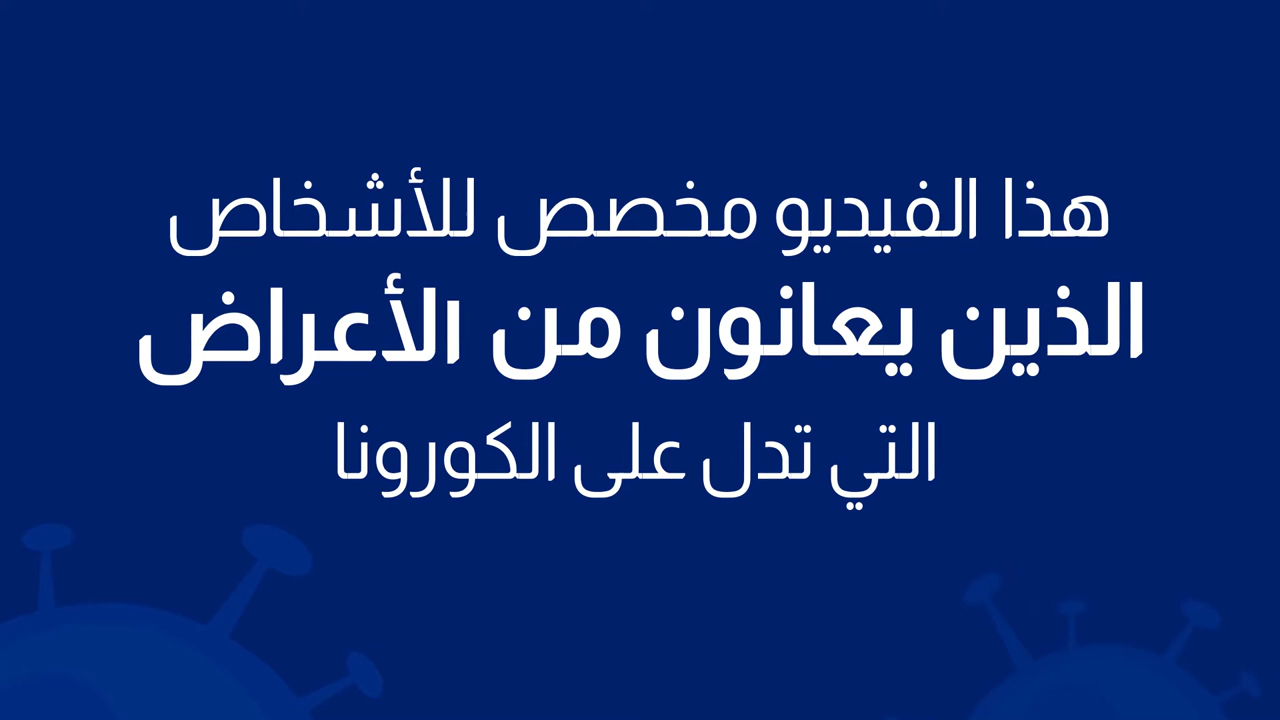 هذا الفيديو مخصص للأشخاص
الذين يعانون من الأعراض
التي تدل على الكورونا